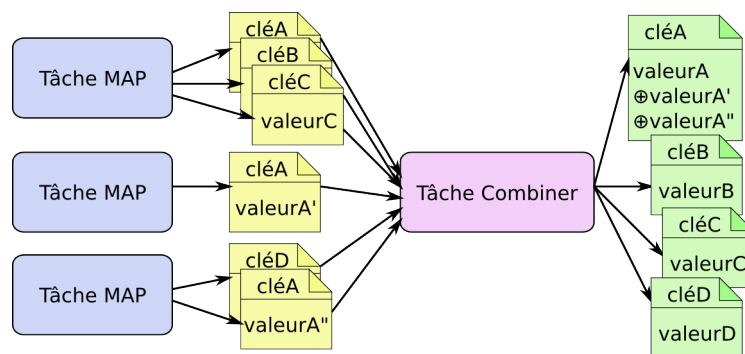 Tâche MAP
cléA
cléB
cléC
valeurC
Tâche MAP
cléA
valeurA'
Tâche MAP
cléD
cléA
valeurA"
Tâche Combiner
cléA
valeurA
⊕valeurA'
⊕valeurA"
cléB
valeurB
cléC
valeurC
cléD
valeurD